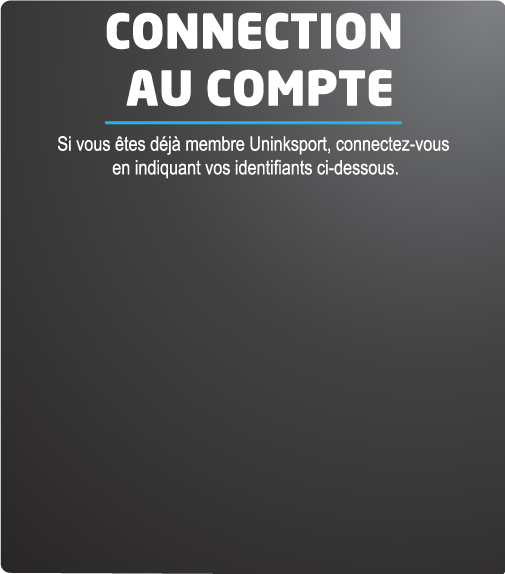 CONNECTION
AU COMPTE
Si vous êtes déjà membre Uninksport, connectez-vous
en indiquant vos identifiants ci-dessous.